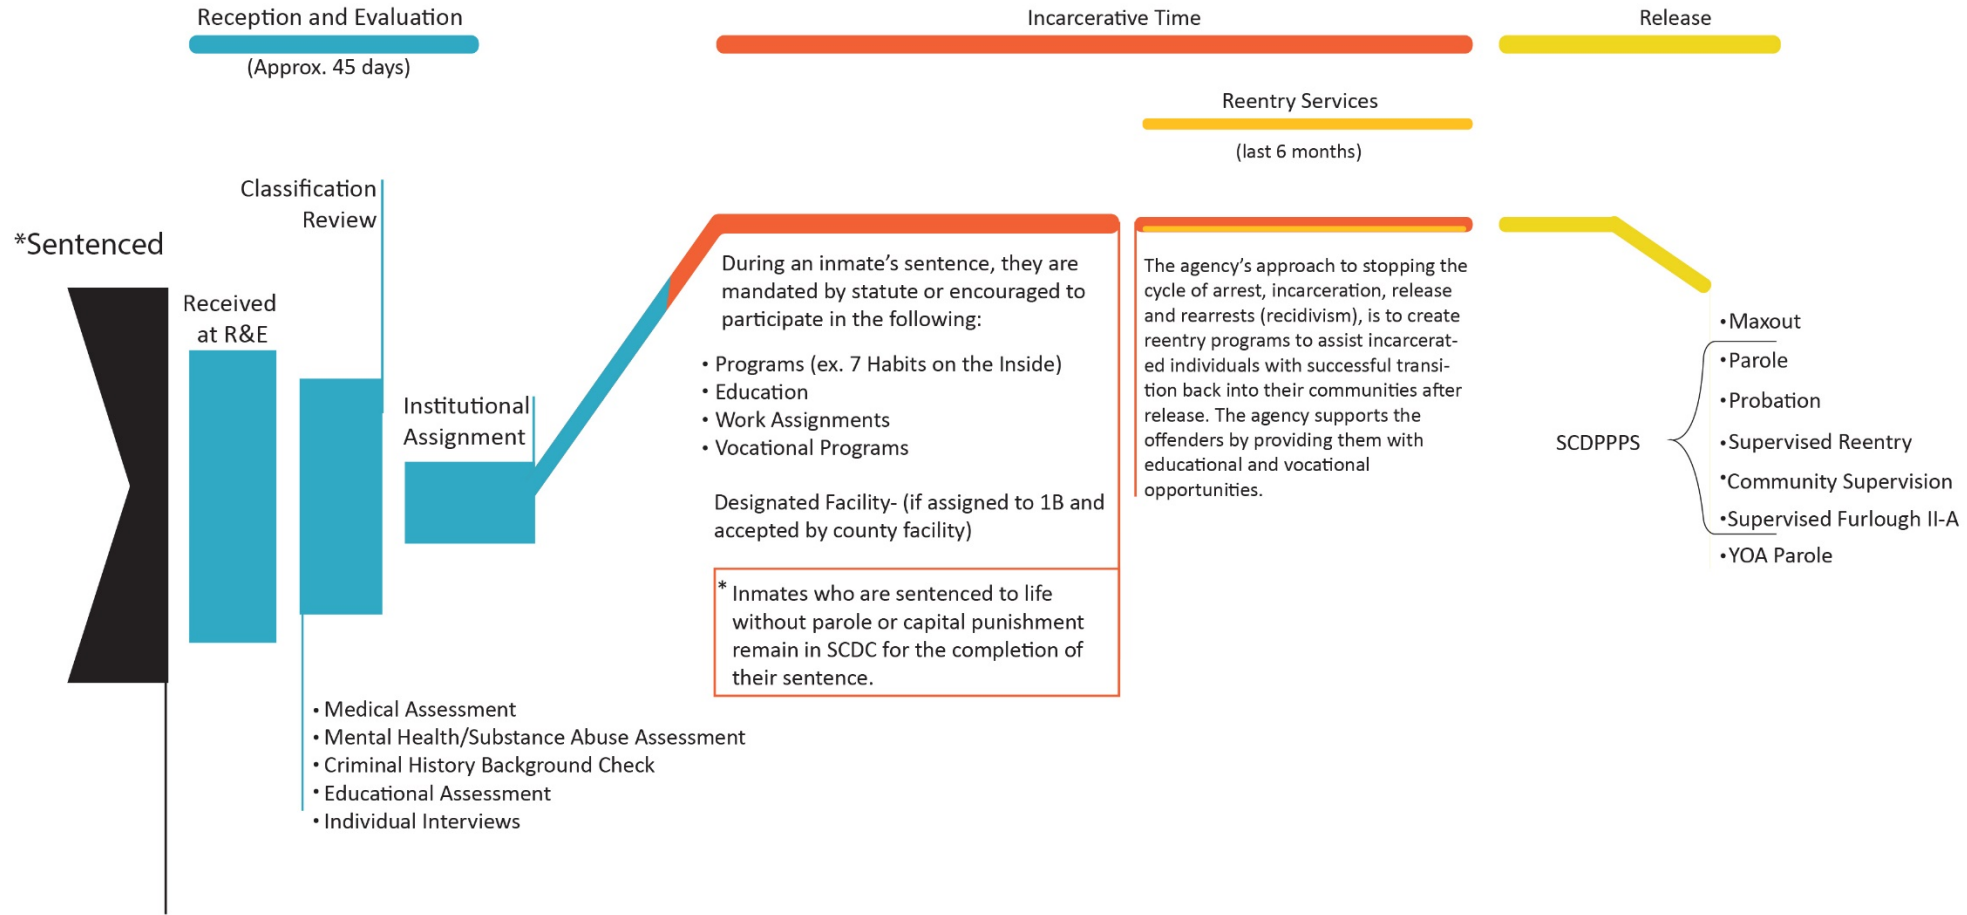 Reception and Evaluation
(Approx. 45 days)
Incarcerative Time
Release
Reentry Services
(last 6 months)
*Sentenced
Received
at R&E
Classification
Review
Institutional
Assignment
• Medical Assessment
• Mental Health/Substance Abuse Assessment
• Criminal History Background Check
• Educational Assessment
• Individual Interviews
During an inmate’s sentence, they are
mandated by statute or encouraged to
participate in the following:
• Programs (ex. 7 Habits on the Inside)
• Education
• Work Assignments
• Vocational Programs
Designated Facility- (if assigned to 1B and
accepted by county facility)
* Inmates who are sentenced to life
without parole or capital punishment
remain in SCDC for the completion of
their sentence.
The agency’s approach to stopping the
cycle of arrest, incarceration, release
and rearrests (recidivism), is to create
reentry programs to assist incarcerat-
ed individuals with successful transi-
tion back into their communities after
release. The agency supports the
offenders by providing them with
educational and vocational
opportunities.
SCDPPPS
• Maxout
• Parole
• Probation
• Supervised Reentry
• Community Supervision
• Supervised Furlough II-A
• YOA Parole